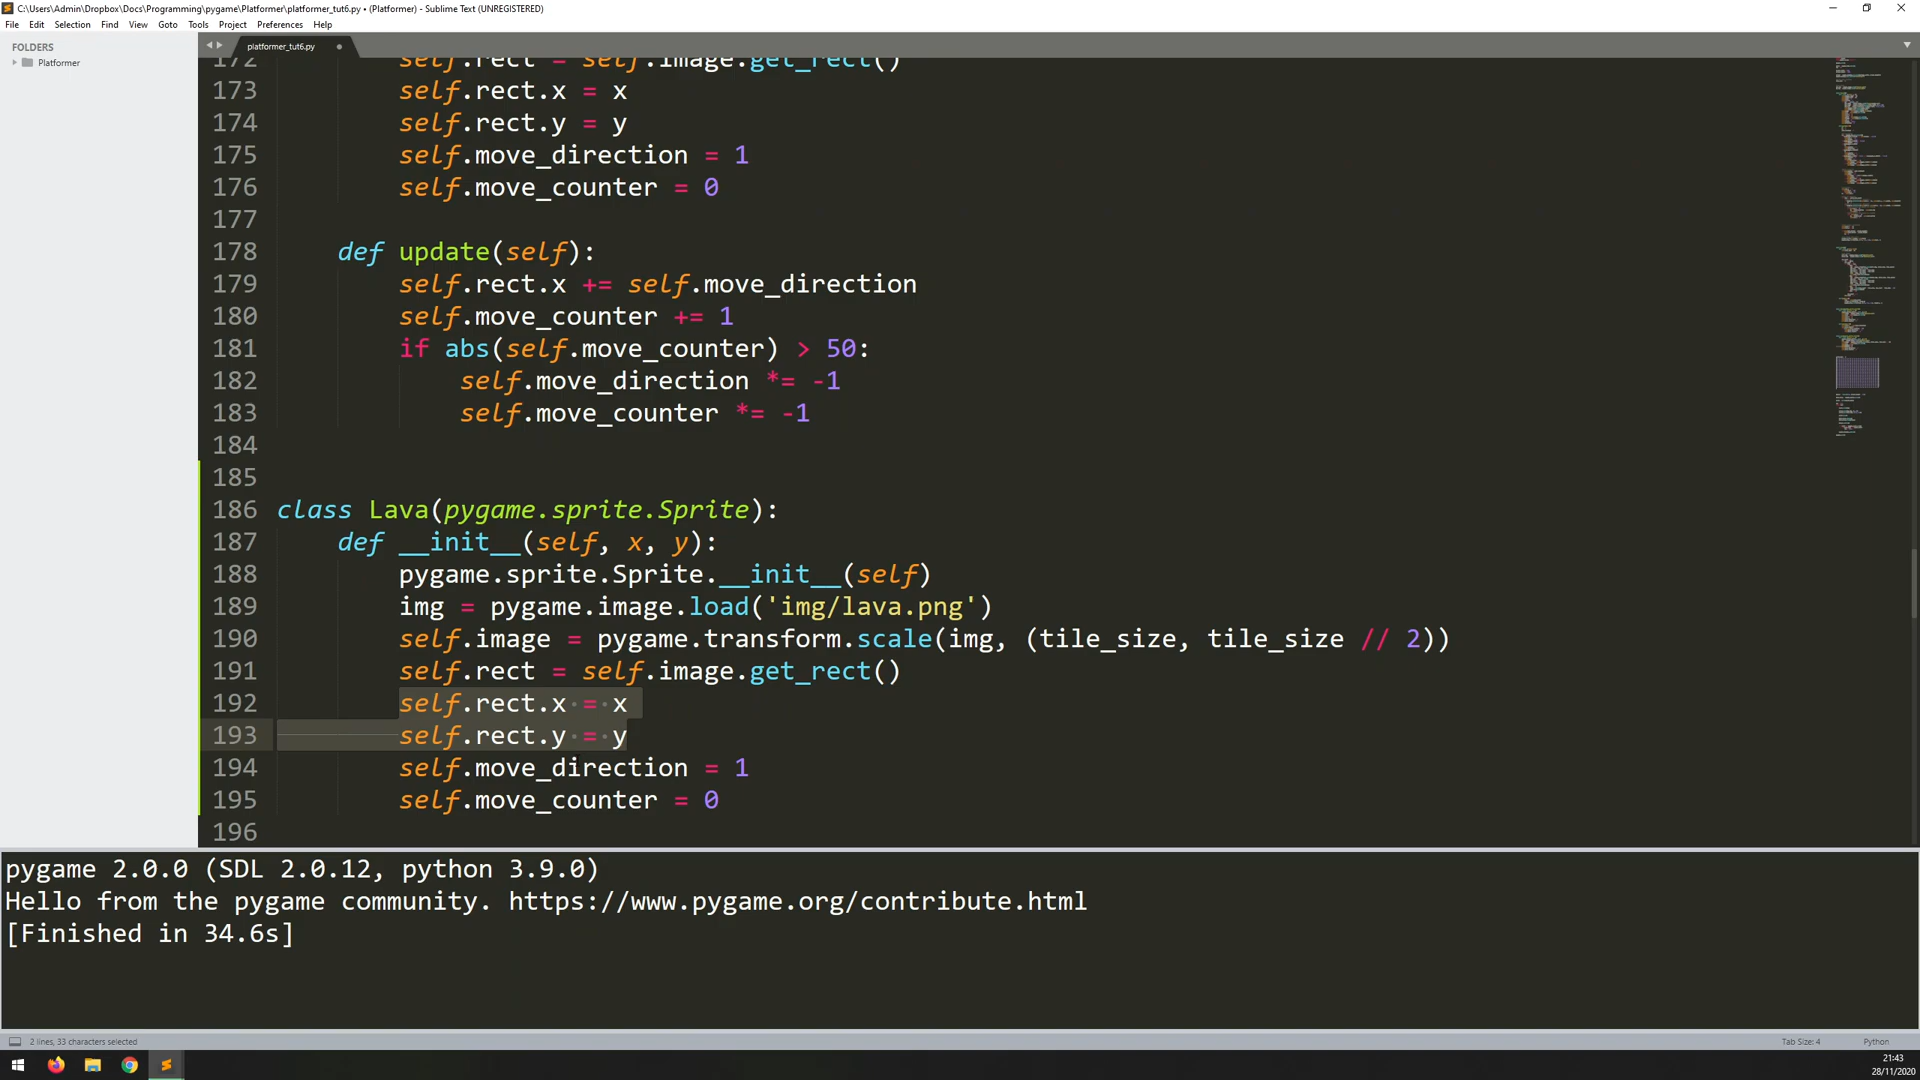 C:\Users\Admin\Dropbox\Docs\Programming\pygame\Platformer\platformer_tut6.py • (Platformer) - Sublime Text (UNREGISTERED)
File Edit Selection Find View Goto Tools Project Preferences Help
FOLDERS
Platformer
platformer_tut6.py
172 self.rect = self.image.get_rect()
173 self.rect.x = x
174 self.rect.y = y
175 self.move_direction = 1
176 self.move_counter = 0
177
178 def update(self):
179 self.rect.x += self.move_direction
180 self.move_counter += 1
181 if abs(self.move_counter) > 50:
182 self.move_direction *= -1
183 self.move_counter *= -1
184
185
186 class Lava(pygame.sprite.Sprite):
187 def __init__(self, x, y):
188 pygame.sprite.Sprite.__init__(self)
189 img = pygame.image.load('img/lava.png')
190 self.image = pygame.transform.scale(img, (tile_size, tile_size // 2))
191 self.rect = self.image.get_rect()
192 self.rect.x = x
193 self.rect.y = y
194 self.move_direction = 1
195 self.move_counter = 0
196
pygame 2.0.0 (SDL 2.0.12, python 3.9.0)
Hello from the pygame community. https://www.pygame.org/contribute.html
[Finished in 34.6s]
2 lines, 33 characters selected
Tab Size: 4 Python
21:43
28/11/2020